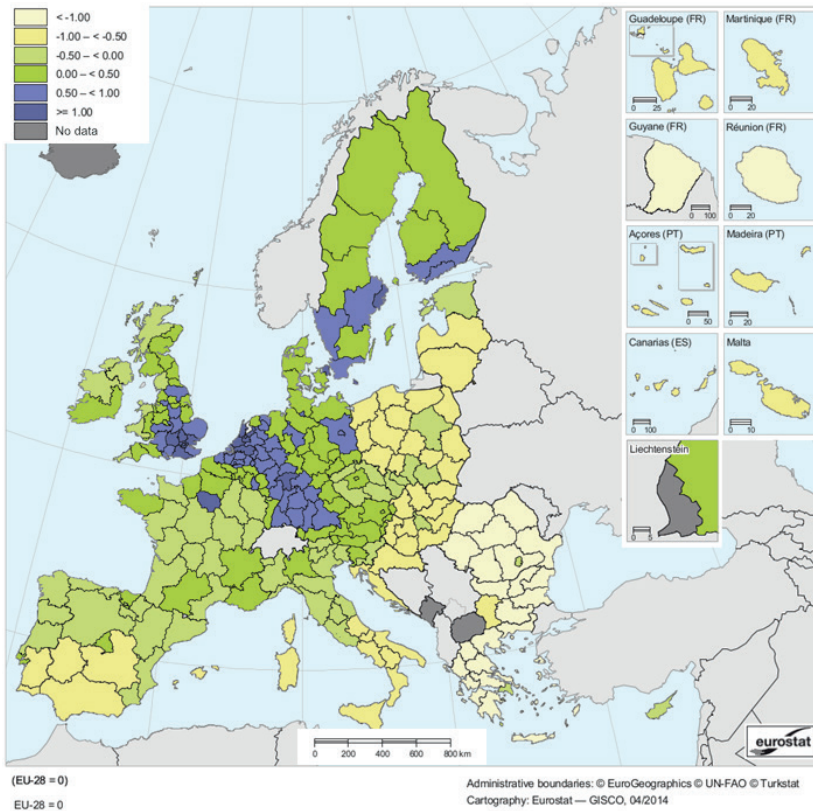 < -1.00
-1.00 – < -0.50
-0.50 – < 0.00
0.00 – < 0.50
0.50 – < 1.00
>= 1.00
No data
Guadeloupe (FR)
0 25
Martinique (FR)
0 20
Guyane (FR)
0 100
Réunion (FR)
0 20
Açores (PT)
0 50
Madeira (PT)
0 20
Canarias (ES)
0 100
Malta
0 10
Liechtenstein
0 5
0 200 400 600 800 km
eurostat
(EU-28 = 0)
EU-28 = 0
Administrative boundaries: © EuroGeographics © UN-FAO © Turkstat
Cartography: Eurostat — GISCO, 04/2014